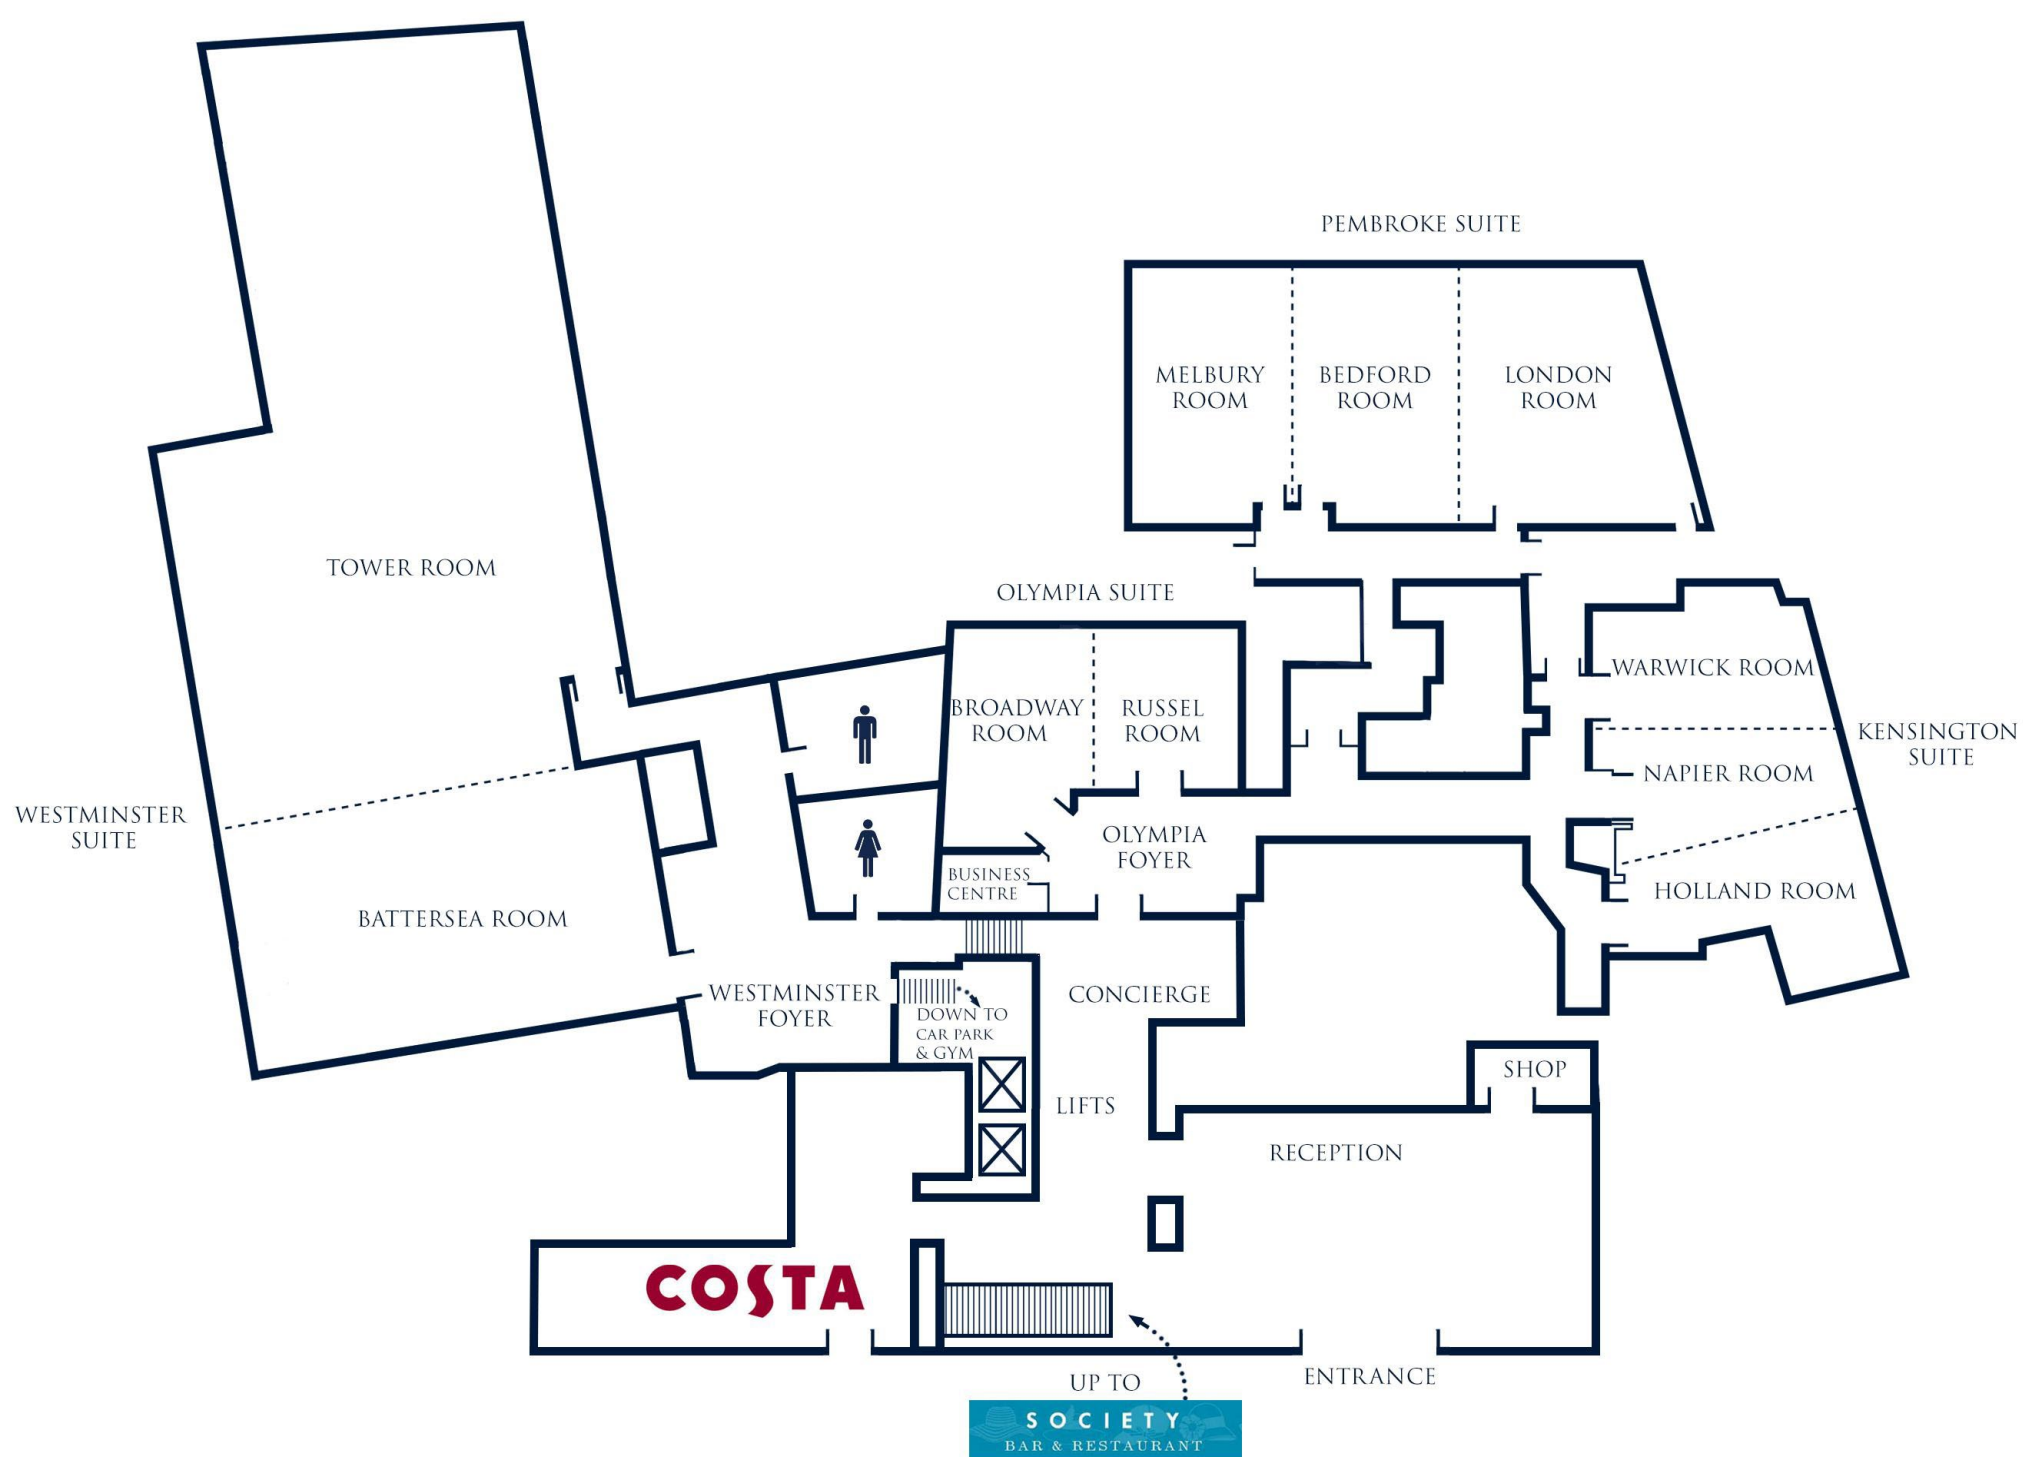 PEMBROKE SUITE
MELBURY
ROOM
BEDFORD
ROOM
LONDON
ROOM
TOWER ROOM
OLYMPIA SUITE
WARWICK ROOM
BROADWAY
ROOM
RUSSEL
ROOM
KENSINGTON
SUITE
NAPIER ROOM
WESTMINSTER
SUITE
OLYMPIA
FOYER
BUSINESS
CENTRE
HOLLAND ROOM
BATTERSEA ROOM
WESTMINSTER
FOYER
CONCIERGE
DOWN TO
CAR PARK
& GYM
SHOP
LIFTS
RECEPTION
COSTA
ENTRANCE
UP TO
SOCIETY
BAR & RESTAURANT